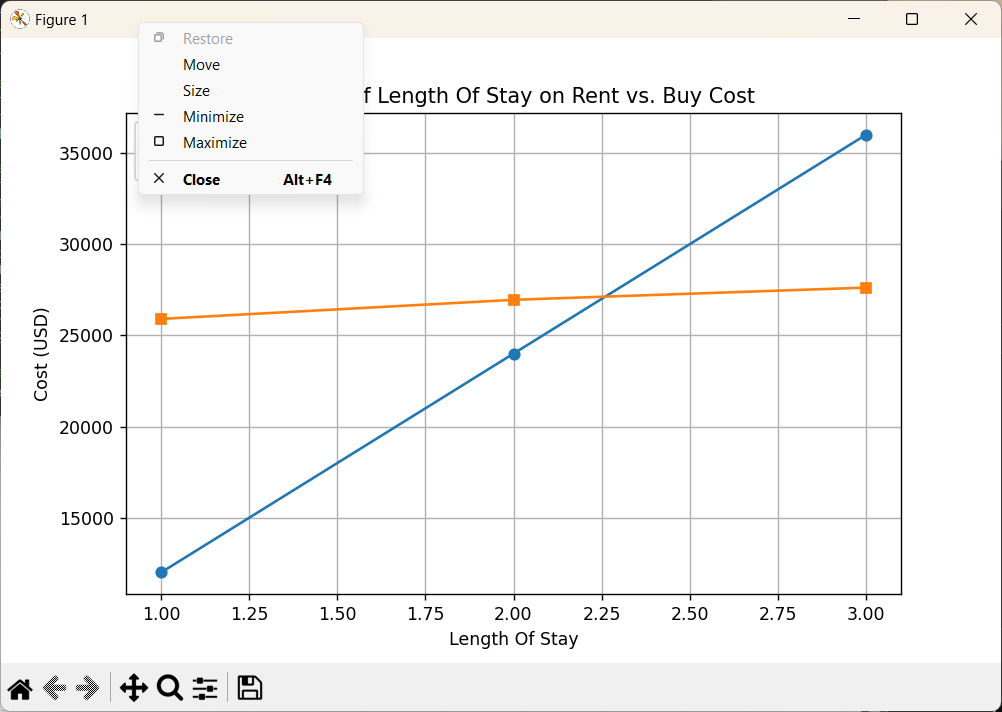 Figure 1
Restore
Move
Size
Minimize
Maximize
Close Alt+F4
f Length Of Stay on Rent vs. Buy Cost
35000
30000
25000
20000
15000
Cost (USD)
1.00 1.25 1.50 1.75 2.00 2.25 2.50 2.75 3.00
Length Of Stay